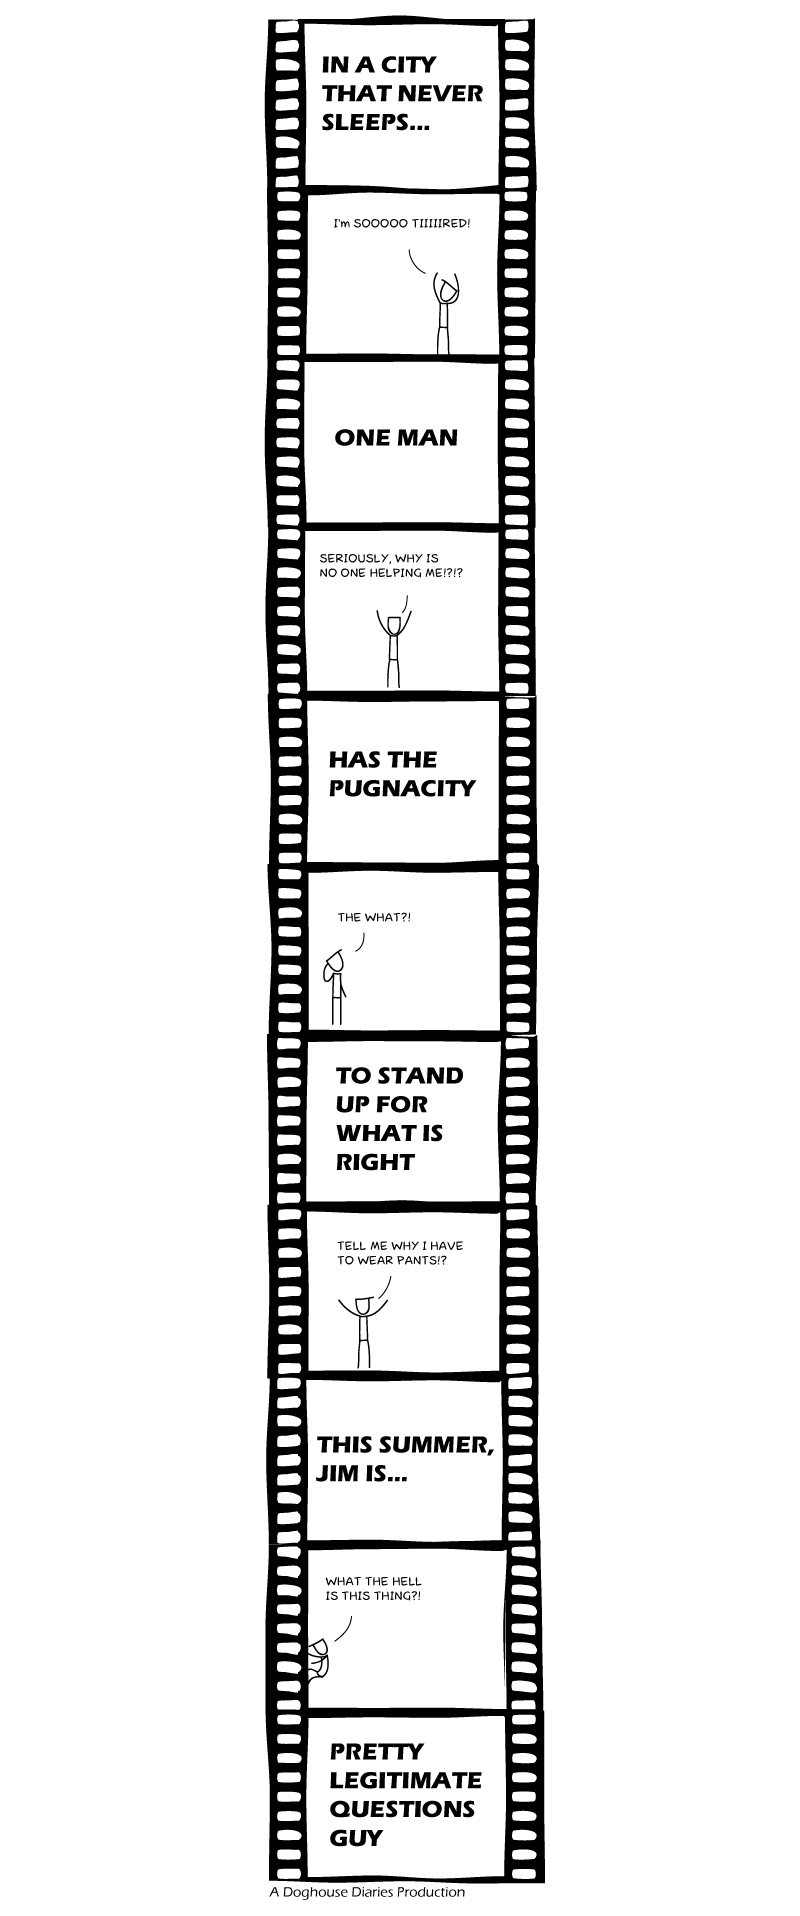 IN A CITY
THAT NEVER
SLEEPS...
I'm SOOOOO TIIIIIRED!
ONE MAN
SERIOUSLY, WHY IS
NO ONE HELPING ME!?!?
HAS THE
PUGNACITY
THE WHAT?!
TO STAND
UP FOR
WHAT IS
RIGHT
TELL ME WHY I HAVE
TO WEAR PANTS!?
THIS SUMMER,
JIM IS...
WHAT THE HELL
IS THIS THING?!
PRETTY
LEGITIMATE
QUESTIONS
GUY
A Doghouse Diaries Production